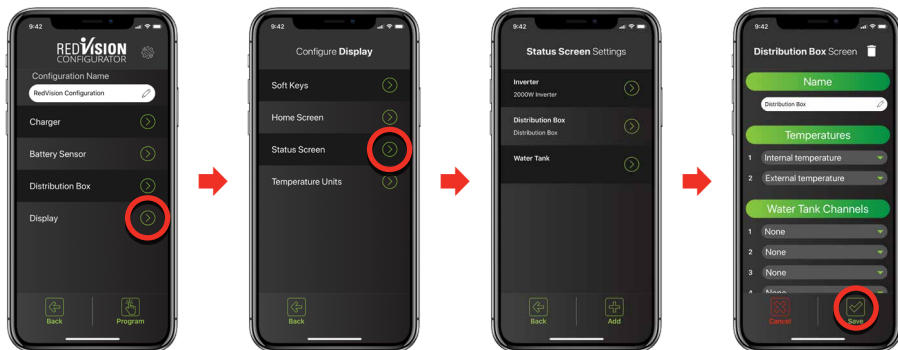 9:42
REDVISION
CONFIGURATOR
Configuration Name
RedVision Configuration
Charger
Battery Sensor
Distribution Box
Display
Back
Program
9:42
Configure Display
Soft Keys
Home Screen
Status Screen
Temperature Units
Back
9:42
Status Screen Settings
Inverter
2000W Inverter
Distribution Box
Distribution Box
Water Tank
Back
Add
9:42
Distribution Box Screen
Name
Distribution Box
Temperatures
1 Internal temperature
2 External temperature
Water Tank Channels
1 None
2 None
3 None
4 None
Cancel
Save